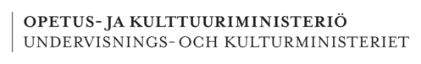 OPETUS- JA KULTTUURIMINISTERIÖ
UNDERVISNINGS- OCH KULTURMINISTERIET